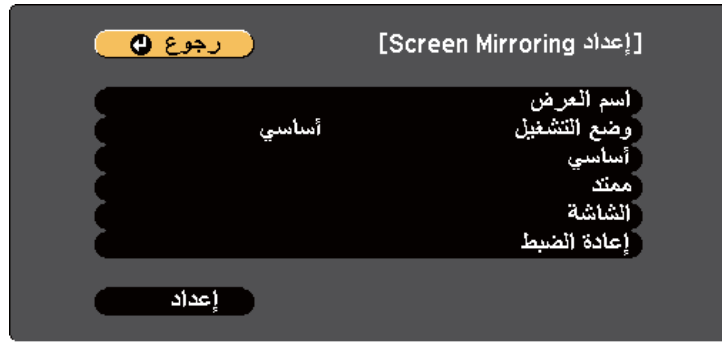 [إعداد Screen Mirroring]
رجوع
اسم العرض
وضع التشغيل أساسي
أساسي
ممتد
الشاشة
إعادة الضبط
إعداد